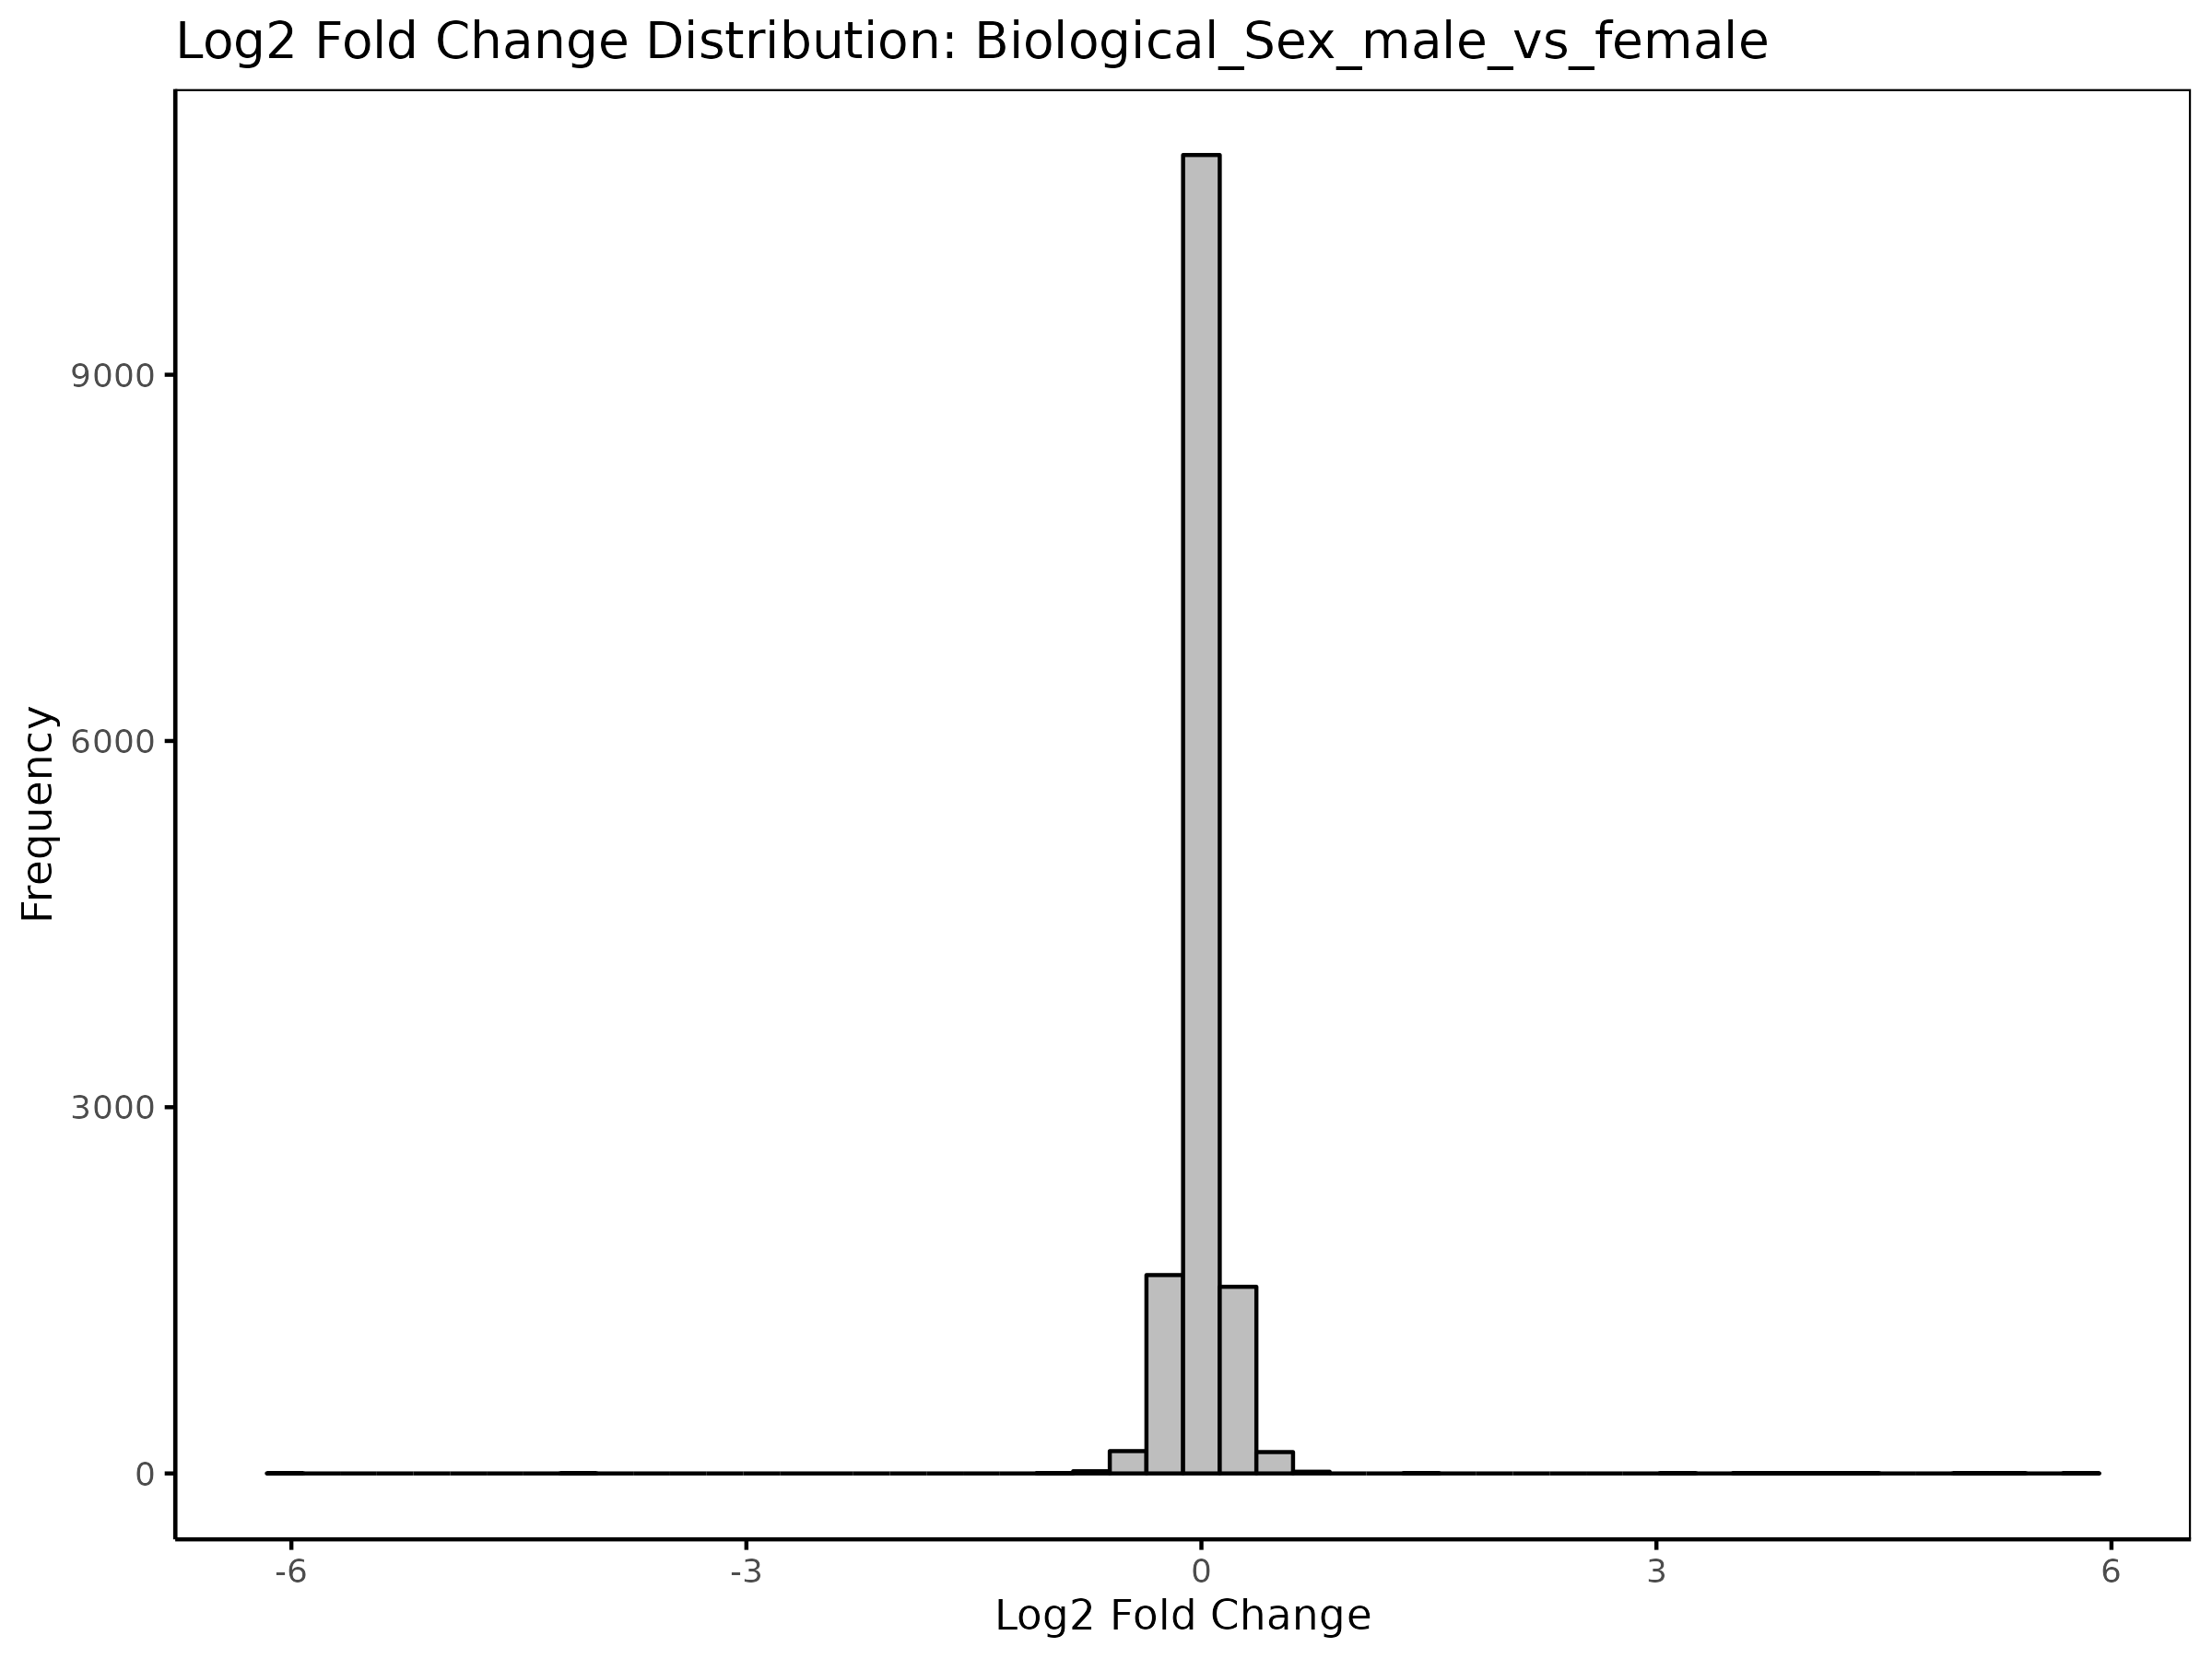 Log2 Fold Change Distribution: Biological_Sex_male_vs_female
Frequency
9000
6000
3000
0
-6 -3 0 3 6
Log2 Fold Change